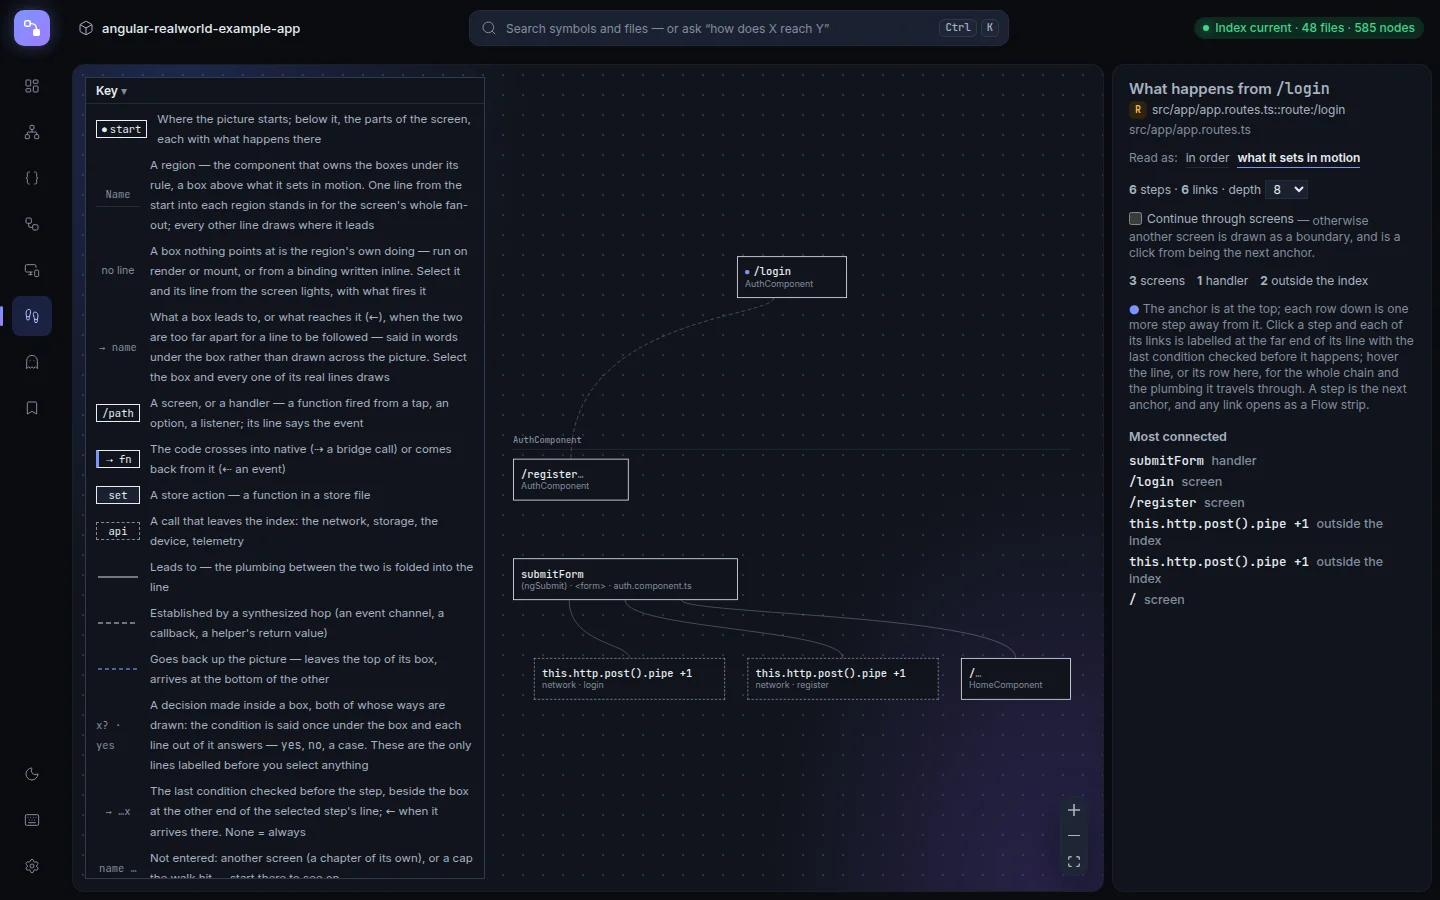 angular-realworld-example-app
Search symbols and files — or ask “how does X reach Y”
Ctrl K
Index current · 48 files · 585 nodes
Key ▾
start
Where the picture starts; below it, the parts of the screen,
each with what happens there
Name
A region — the component that owns the boxes under its
rule, a box above what it sets in motion. One line from the
start into each region stands in for the screen's whole fan-
out; every other line draws where it leads
no line
A box nothing points at is the region's own doing — run on
render or mount, or from a binding written inline. Select it
and its line from the screen lights, with what fires it
→ name
What a box leads to, or what reaches it (←), when the two
are too far apart for a line to be followed — said in words
under the box rather than drawn across the picture. Select
the box and every one of its real lines draws
/path
A screen, or a handler — a function fired from a tap, an
option, a listener; its line says the event
→ fn
The code crosses into native (⇢ a bridge call) or comes
back from it (⇠ an event)
set
A store action — a function in a store file
api
A call that leaves the index: the network, storage, the
device, telemetry
Leads to — the plumbing between the two is folded into the
line
Established by a synthesized hop (an event channel, a
callback, a helper's return value)
Goes back up the picture — leaves the top of its box,
arrives at the bottom of the other
x? ·
yes
A decision made inside a box, both of whose ways are
drawn: the condition is said once under the box and each
line out of it answers — yes, no, a case. These are the only
lines labelled before you select anything
→ …x
The last condition checked before the step, beside the box
at the other end of the selected step's line; ← when it
arrives there. None = always
name …
Not entered: another screen (a chapter of its own), or a cap
the walk hit — start there to see on
/login
AuthComponent
AuthComponent
/register…
AuthComponent
submitForm
(ngSubmit) · <form> · auth.component.ts
this.http.post().pipe +1
network · login
this.http.post().pipe +1
network · register
/…
HomeComponent
What happens from /login
R src/app/app.routes.ts::route:/login
src/app/app.routes.ts
Read as: in order what it sets in motion
6 steps · 6 links · depth 8
Continue through screens — otherwise
another screen is drawn as a boundary, and is a
click from being the next anchor.
3 screens 1 handler 2 outside the index
The anchor is at the top; each row down is one
more step away from it. Click a step and each of
its links is labelled at the far end of its line with the
last condition checked before it happens; hover
the line, or its row here, for the whole chain and
the plumbing it travels through. A step is the next
anchor, and any link opens as a Flow strip.
Most connected
submitForm handler
/login screen
/register screen
this.http.post().pipe +1 outside the
index
this.http.post().pipe +1 outside the
index
/ screen